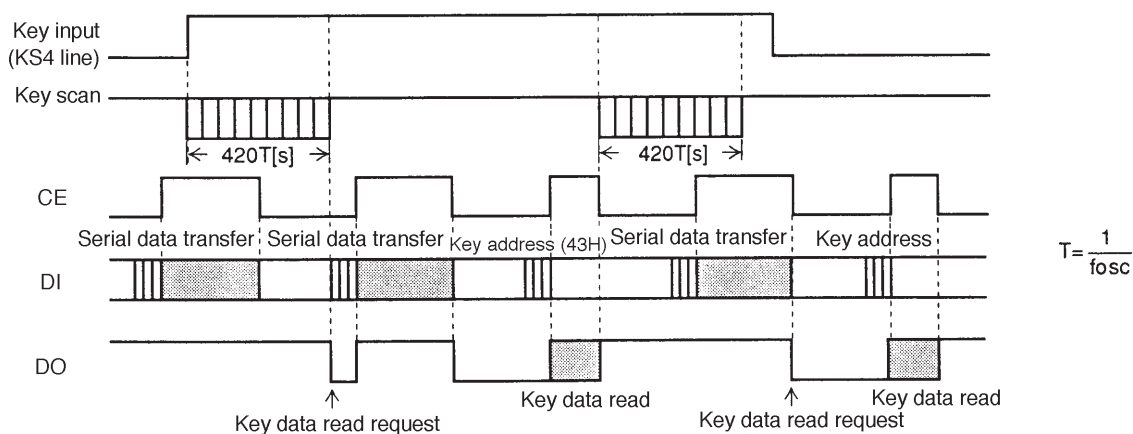 Key input
(KS4 line)
Key scan
420T[s]
420T[s]
CE
Serial data transfer
Serial data transfer
Key address (43H)
Serial data transfer
Key address
T= 1/fosc
DI
DO
Key data read
Key data read
Key data read request
Key data read request